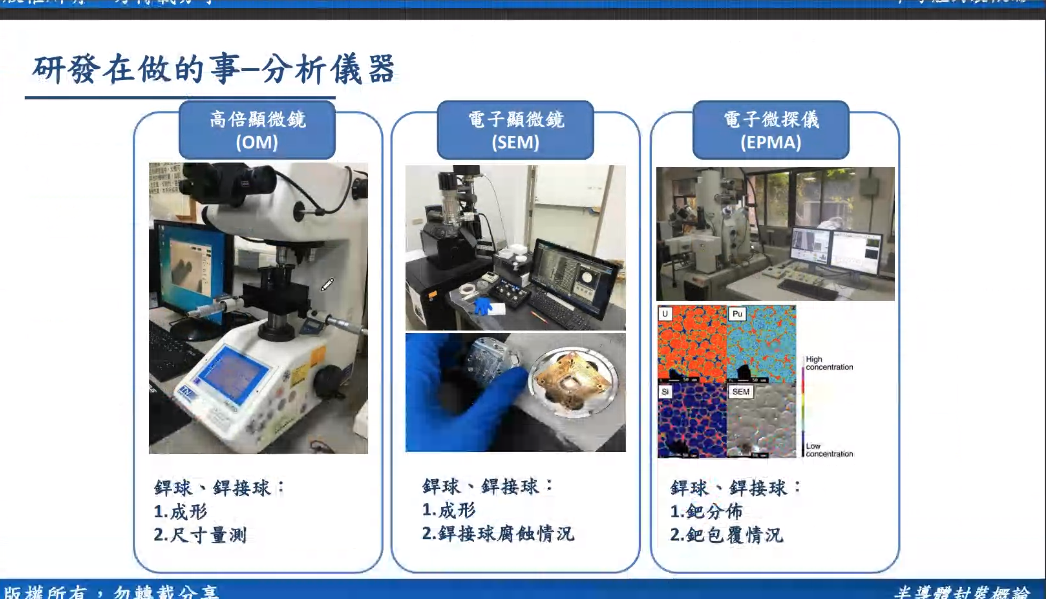 研發在做的事–分析儀器
高倍顯微鏡
(OM)
電子顯微鏡
(SEM)
電子微探儀
(EPMA)
U
Pu
Si
SEM
High
concentration
Low
concentration
銲球、銲接球：
1.成形
2.尺寸量測
銲球、銲接球：
1.成形
2.銲接球腐蝕情況
銲球、銲接球：
1.鈀分佈
2.鈀包覆情況
版權所有，勿轉載分享
半導體封裝概論